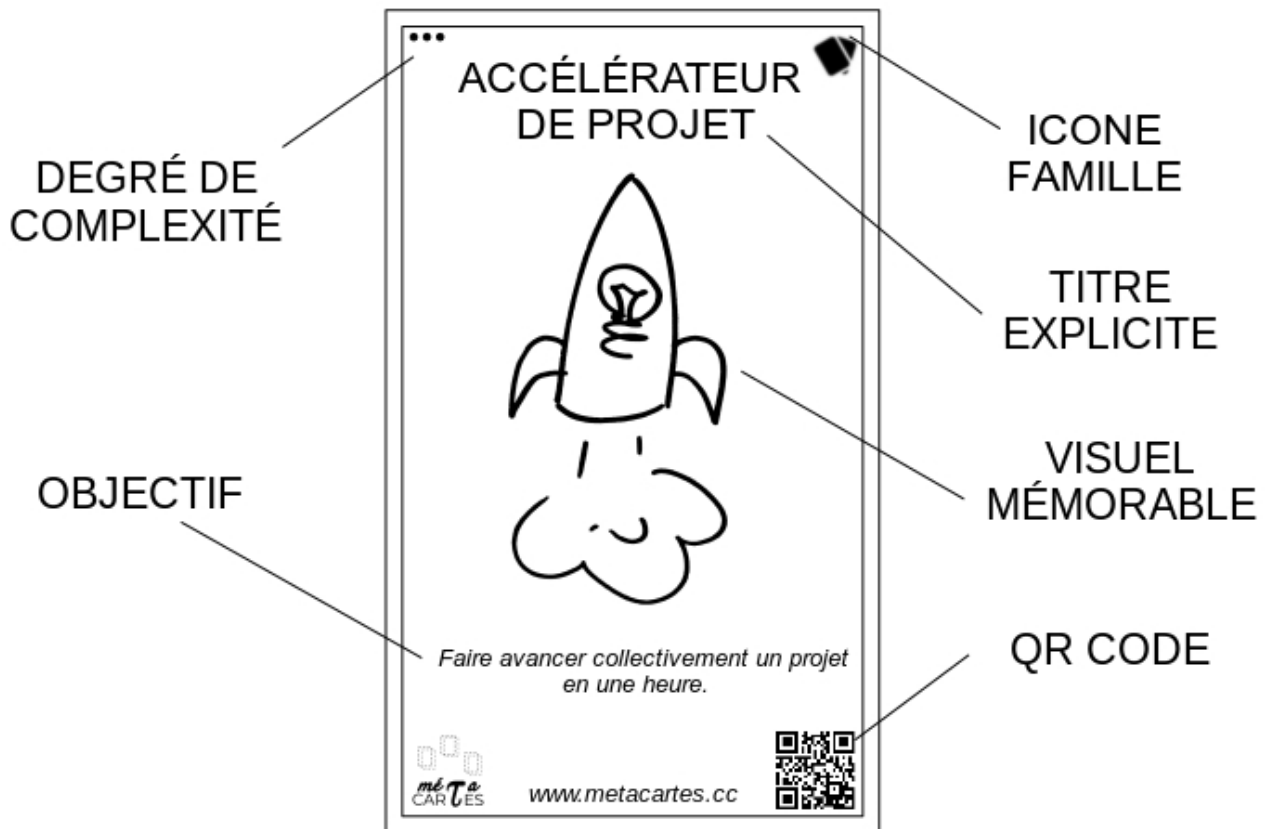 ACCÉLÉRATEUR
DE PROJET
DEGRÉ DE
COMPLEXITÉ
ICONE
FAMILLE
TITRE
EXPLICITE
VISUEL
MÉMORABLE
OBJECTIF
Faire avancer collectivement un projet
en une heure.
QR CODE
méTa
CARTES
www.metacartes.cc